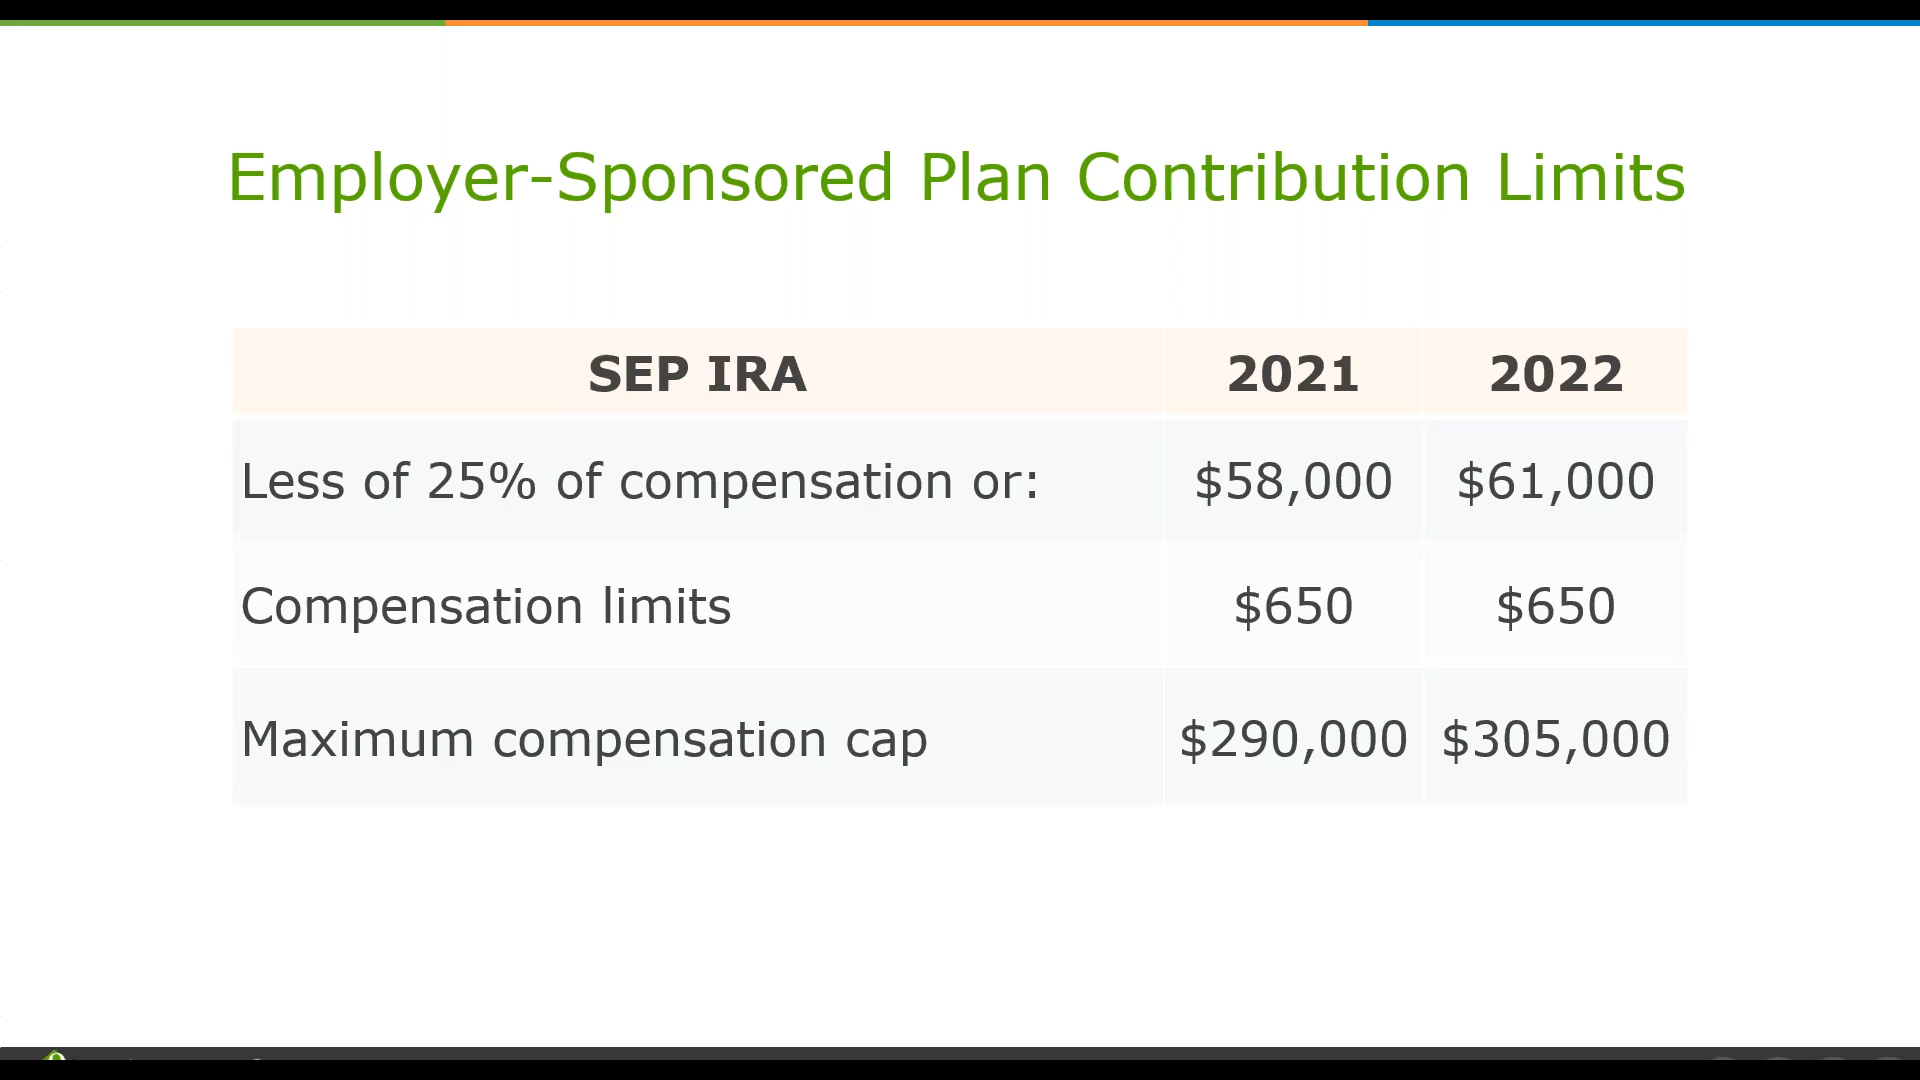 Employer-Sponsored Plan Contribution Limits
SEP IRA 2021 2022
Less of 25% of compensation or: $58,000 $61,000
Compensation limits $650 $650
Maximum compensation cap $290,000 $305,000